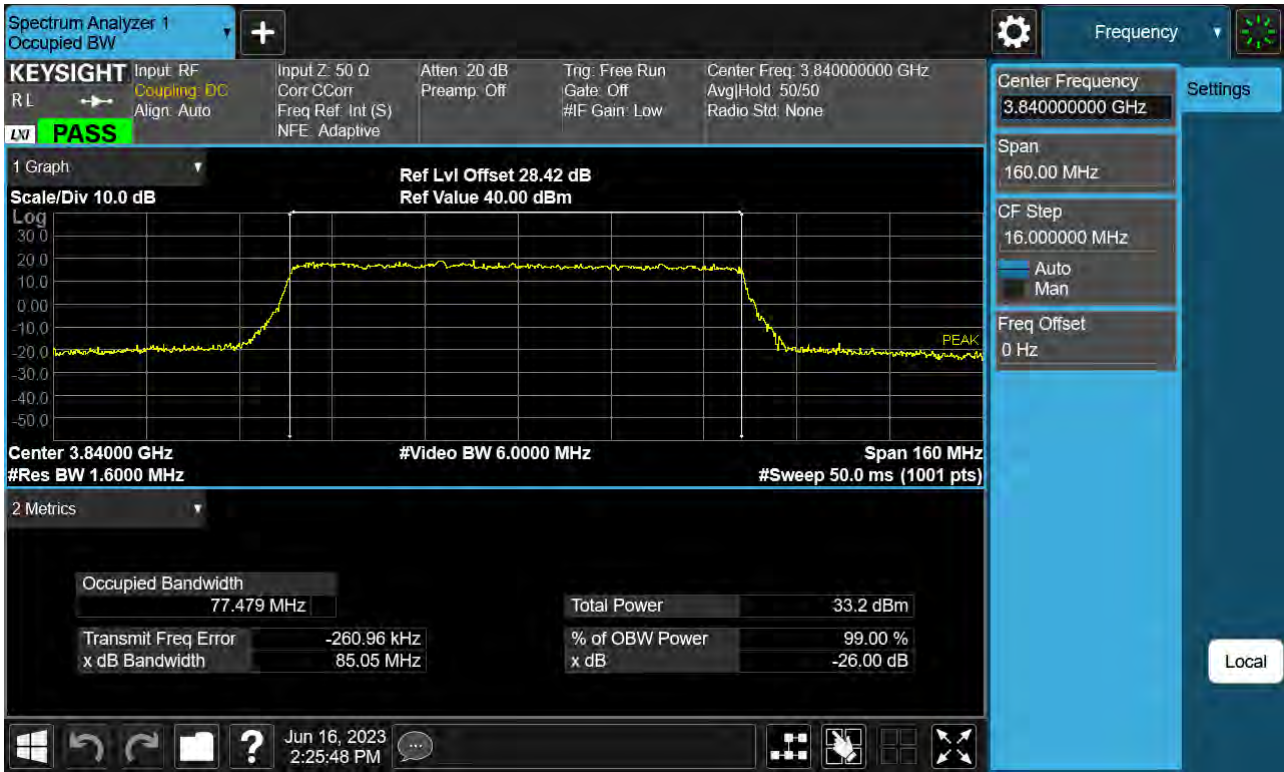 Spectrum Analyzer 1
Occupied BW
Frequency
KEYSIGHT
RL
LXI
PASS
Input: RF
Coupling: DC
Align: Auto
Input Z: 50 Ω
Corr CCorr
Freq Ref: Int (S)
NFE: Adaptive
Atten: 20 dB
Preamp: Off
Trig: Free Run
Gate: Off
#IF Gain: Low
Center Freq: 3.840000000 GHz
Avg|Hold: 50/50
Radio Std: None
1 Graph
Scale/Div 10.0 dB
Ref Lvl Offset 28.42 dB
Ref Value 40.00 dBm
Log
30.0
20.0
10.0
0.00
-10.0
-20.0
-30.0
-40.0
-50.0
PEAK
Center 3.84000 GHz
#Video BW 6.0000 MHz
Span 160 MHz
#Res BW 1.6000 MHz
#Sweep 50.0 ms (1001 pts)
2 Metrics
Occupied Bandwidth
77.479 MHz
Total Power 33.2 dBm
Transmit Freq Error -260.96 kHz
% of OBW Power 99.00 %
x dB Bandwidth 85.05 MHz
x dB -26.00 dB
Center Frequency
3.840000000 GHz
Span
160.00 MHz
CF Step
16.000000 MHz
Auto
Man
Freq Offset
0 Hz
Settings
Local
?
Jun 16, 2023
2:25:48 PM